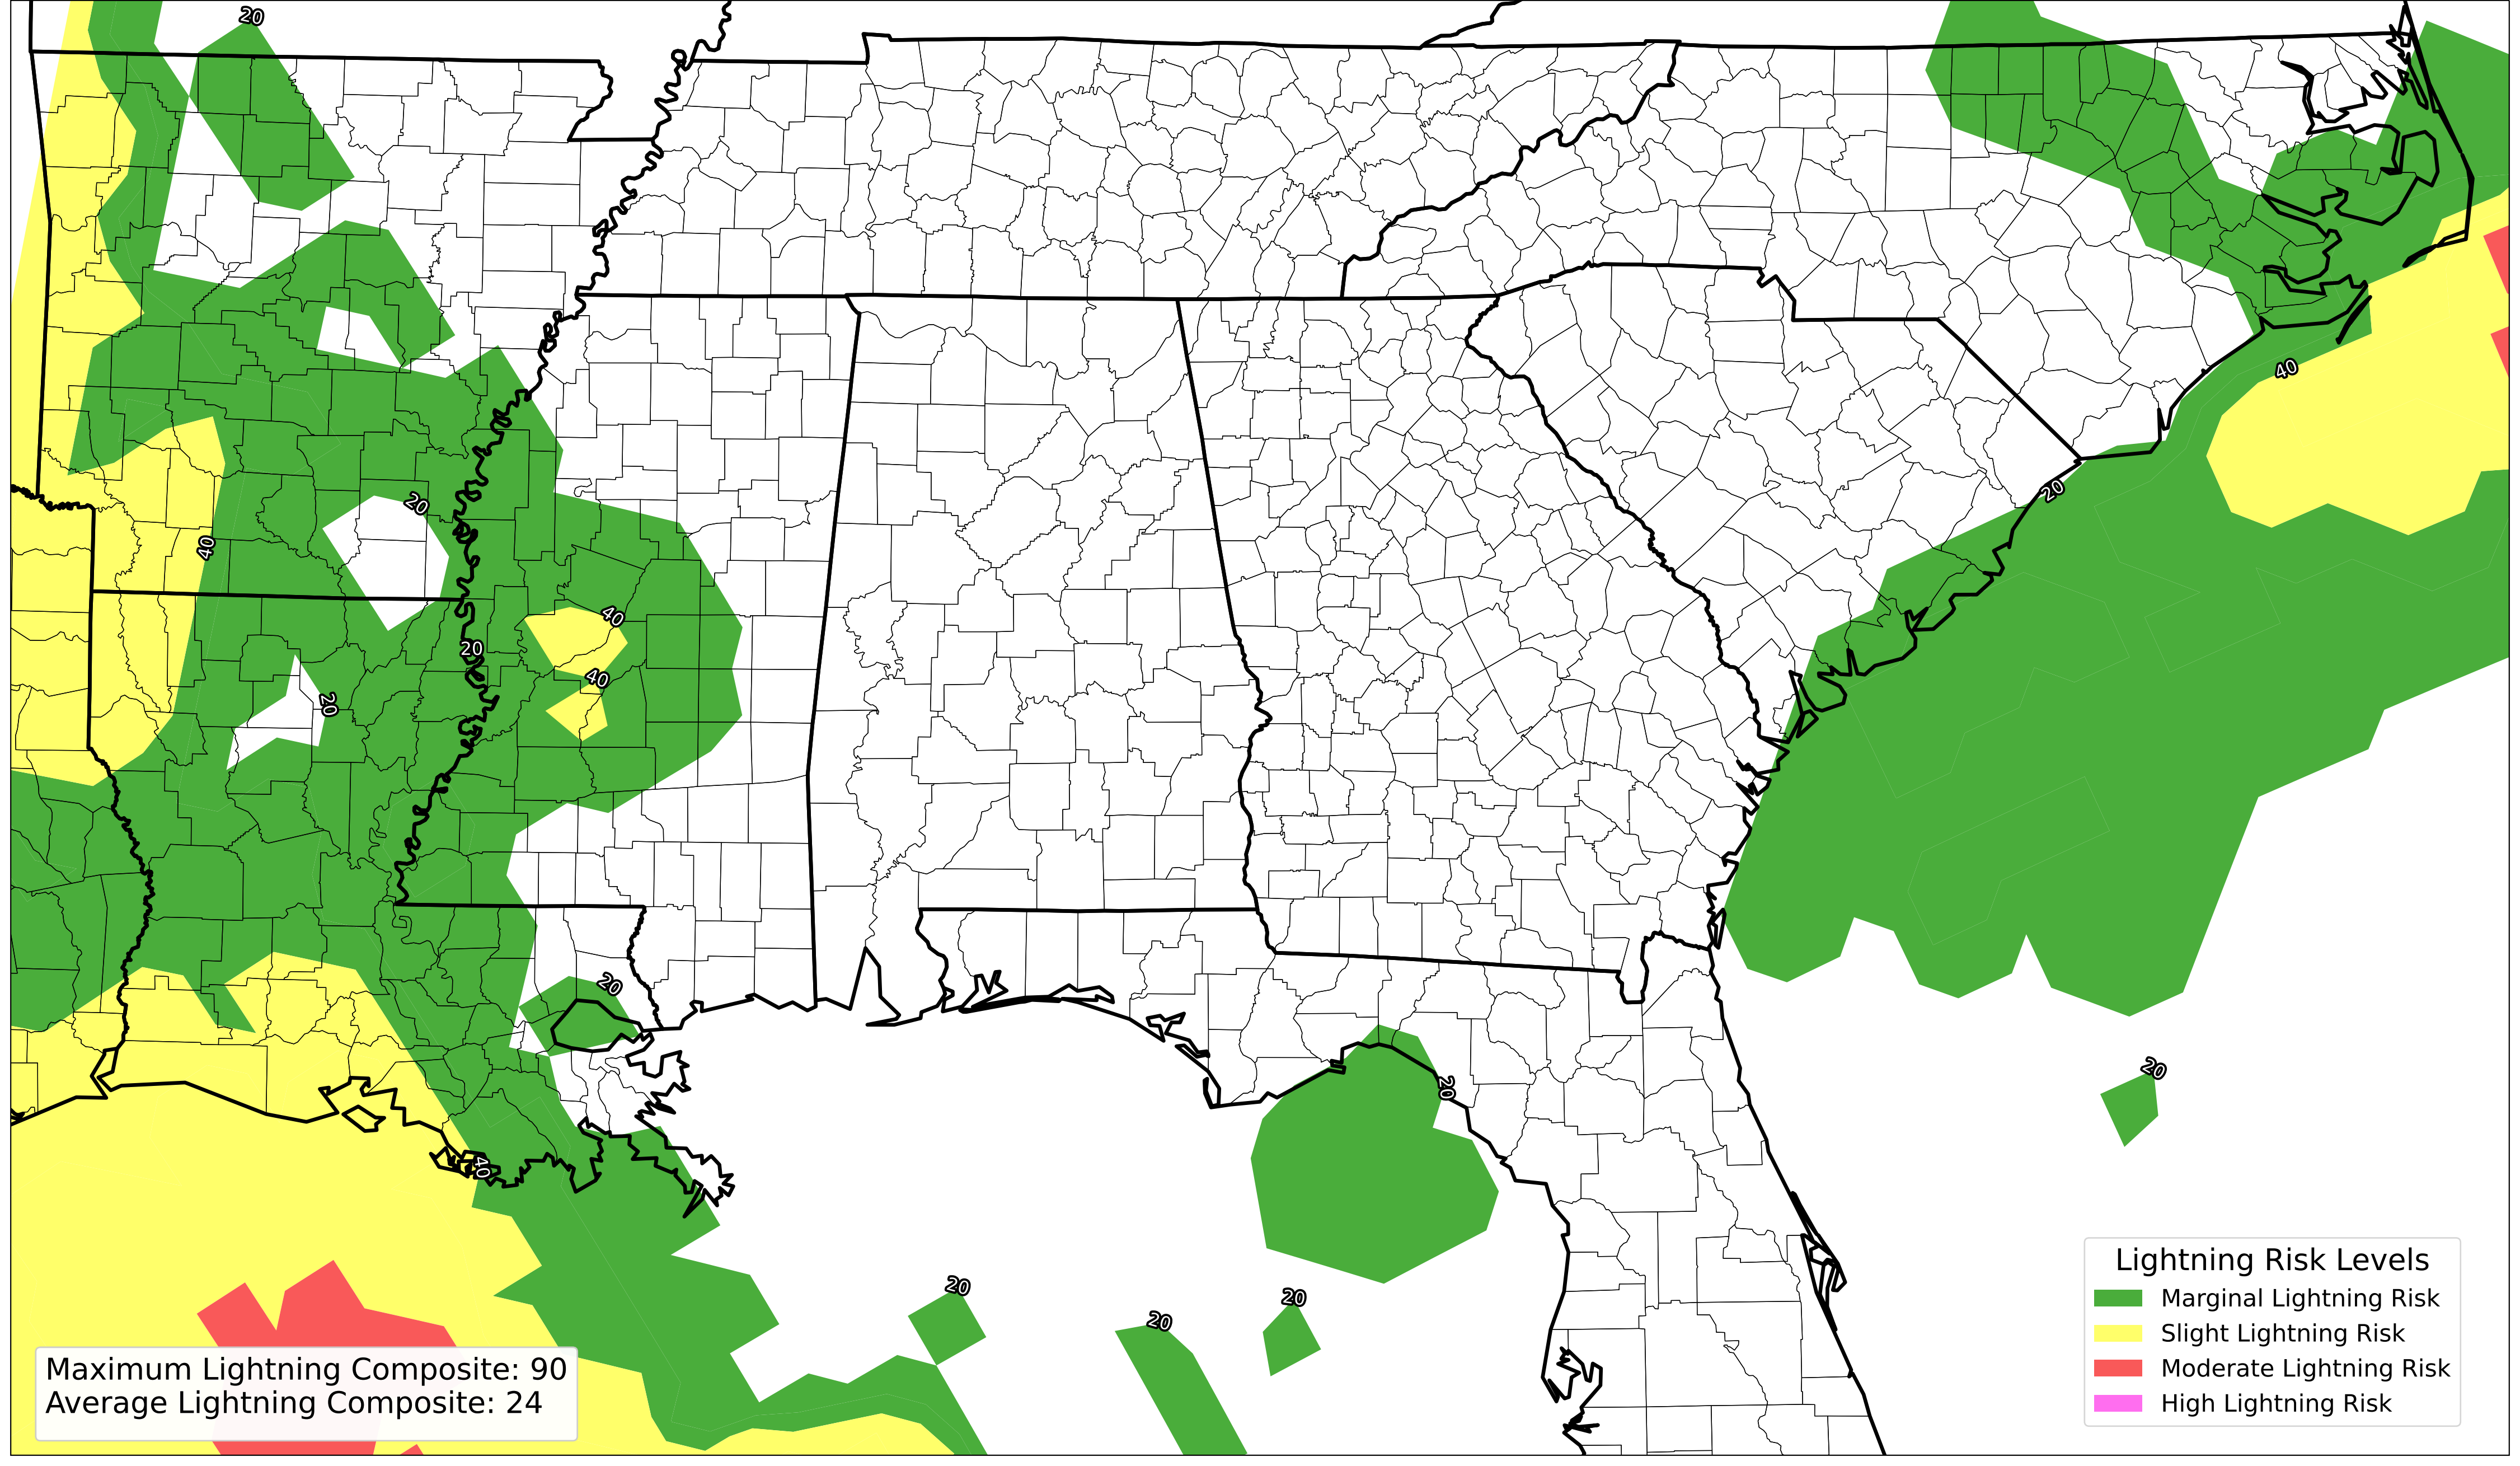 20
20
40
20
20
40
40
20
40
20
20
20
20
40
20
20
20
Lightning Risk Levels
Marginal Lightning Risk
Slight Lightning Risk
Moderate Lightning Risk
High Lightning Risk
Maximum Lightning Composite: 90
Average Lightning Composite: 24